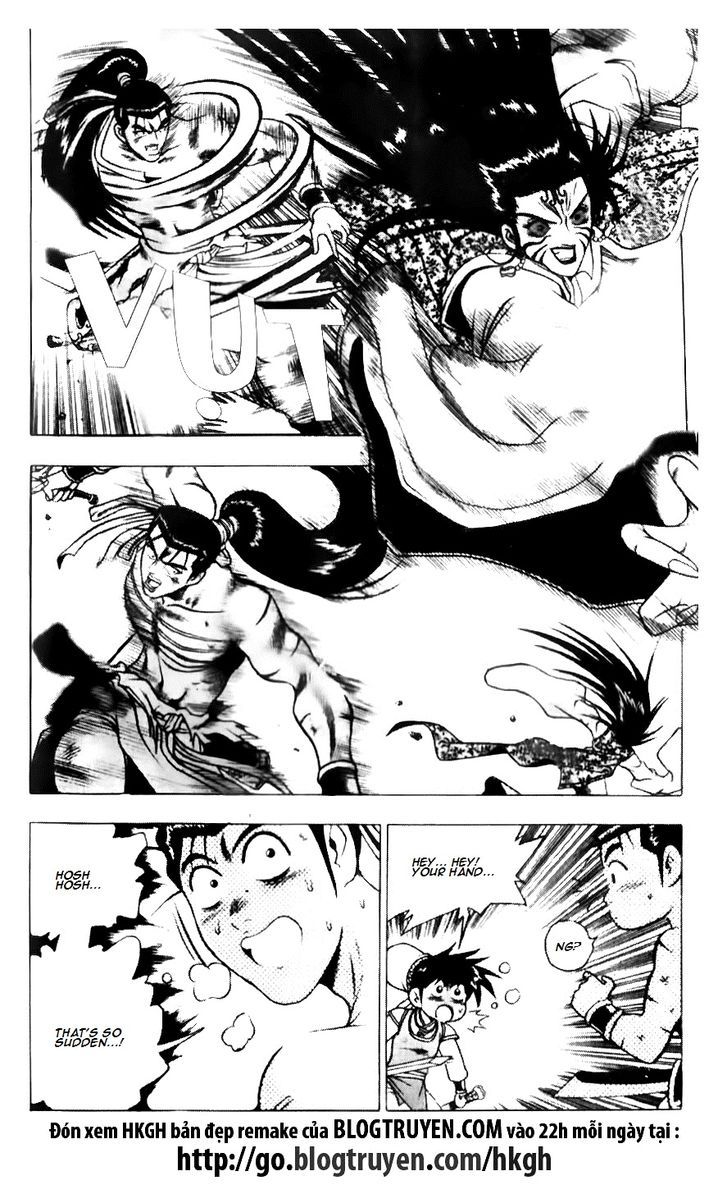 VỤT
HOSH
HOSH...
THAT'S SO
SUDDEN...!
HEY... HEY!
YOUR HAND...
NG?
Đón xem HKGH bản đẹp remake của BLOGTRUYEN.COM vào 22h mỗi ngày tại :
http://go.blogtruyen.com/hkgh